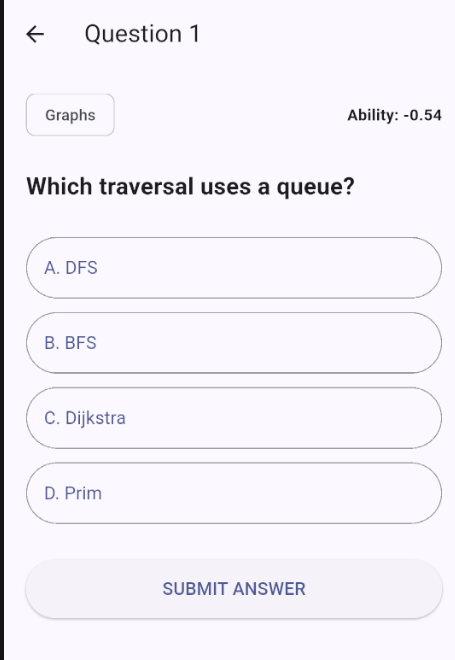 Question 1
Graphs
Ability: -0.54
Which traversal uses a queue?
A. DFS
B. BFS
C. Dijkstra
D. Prim
SUBMIT ANSWER